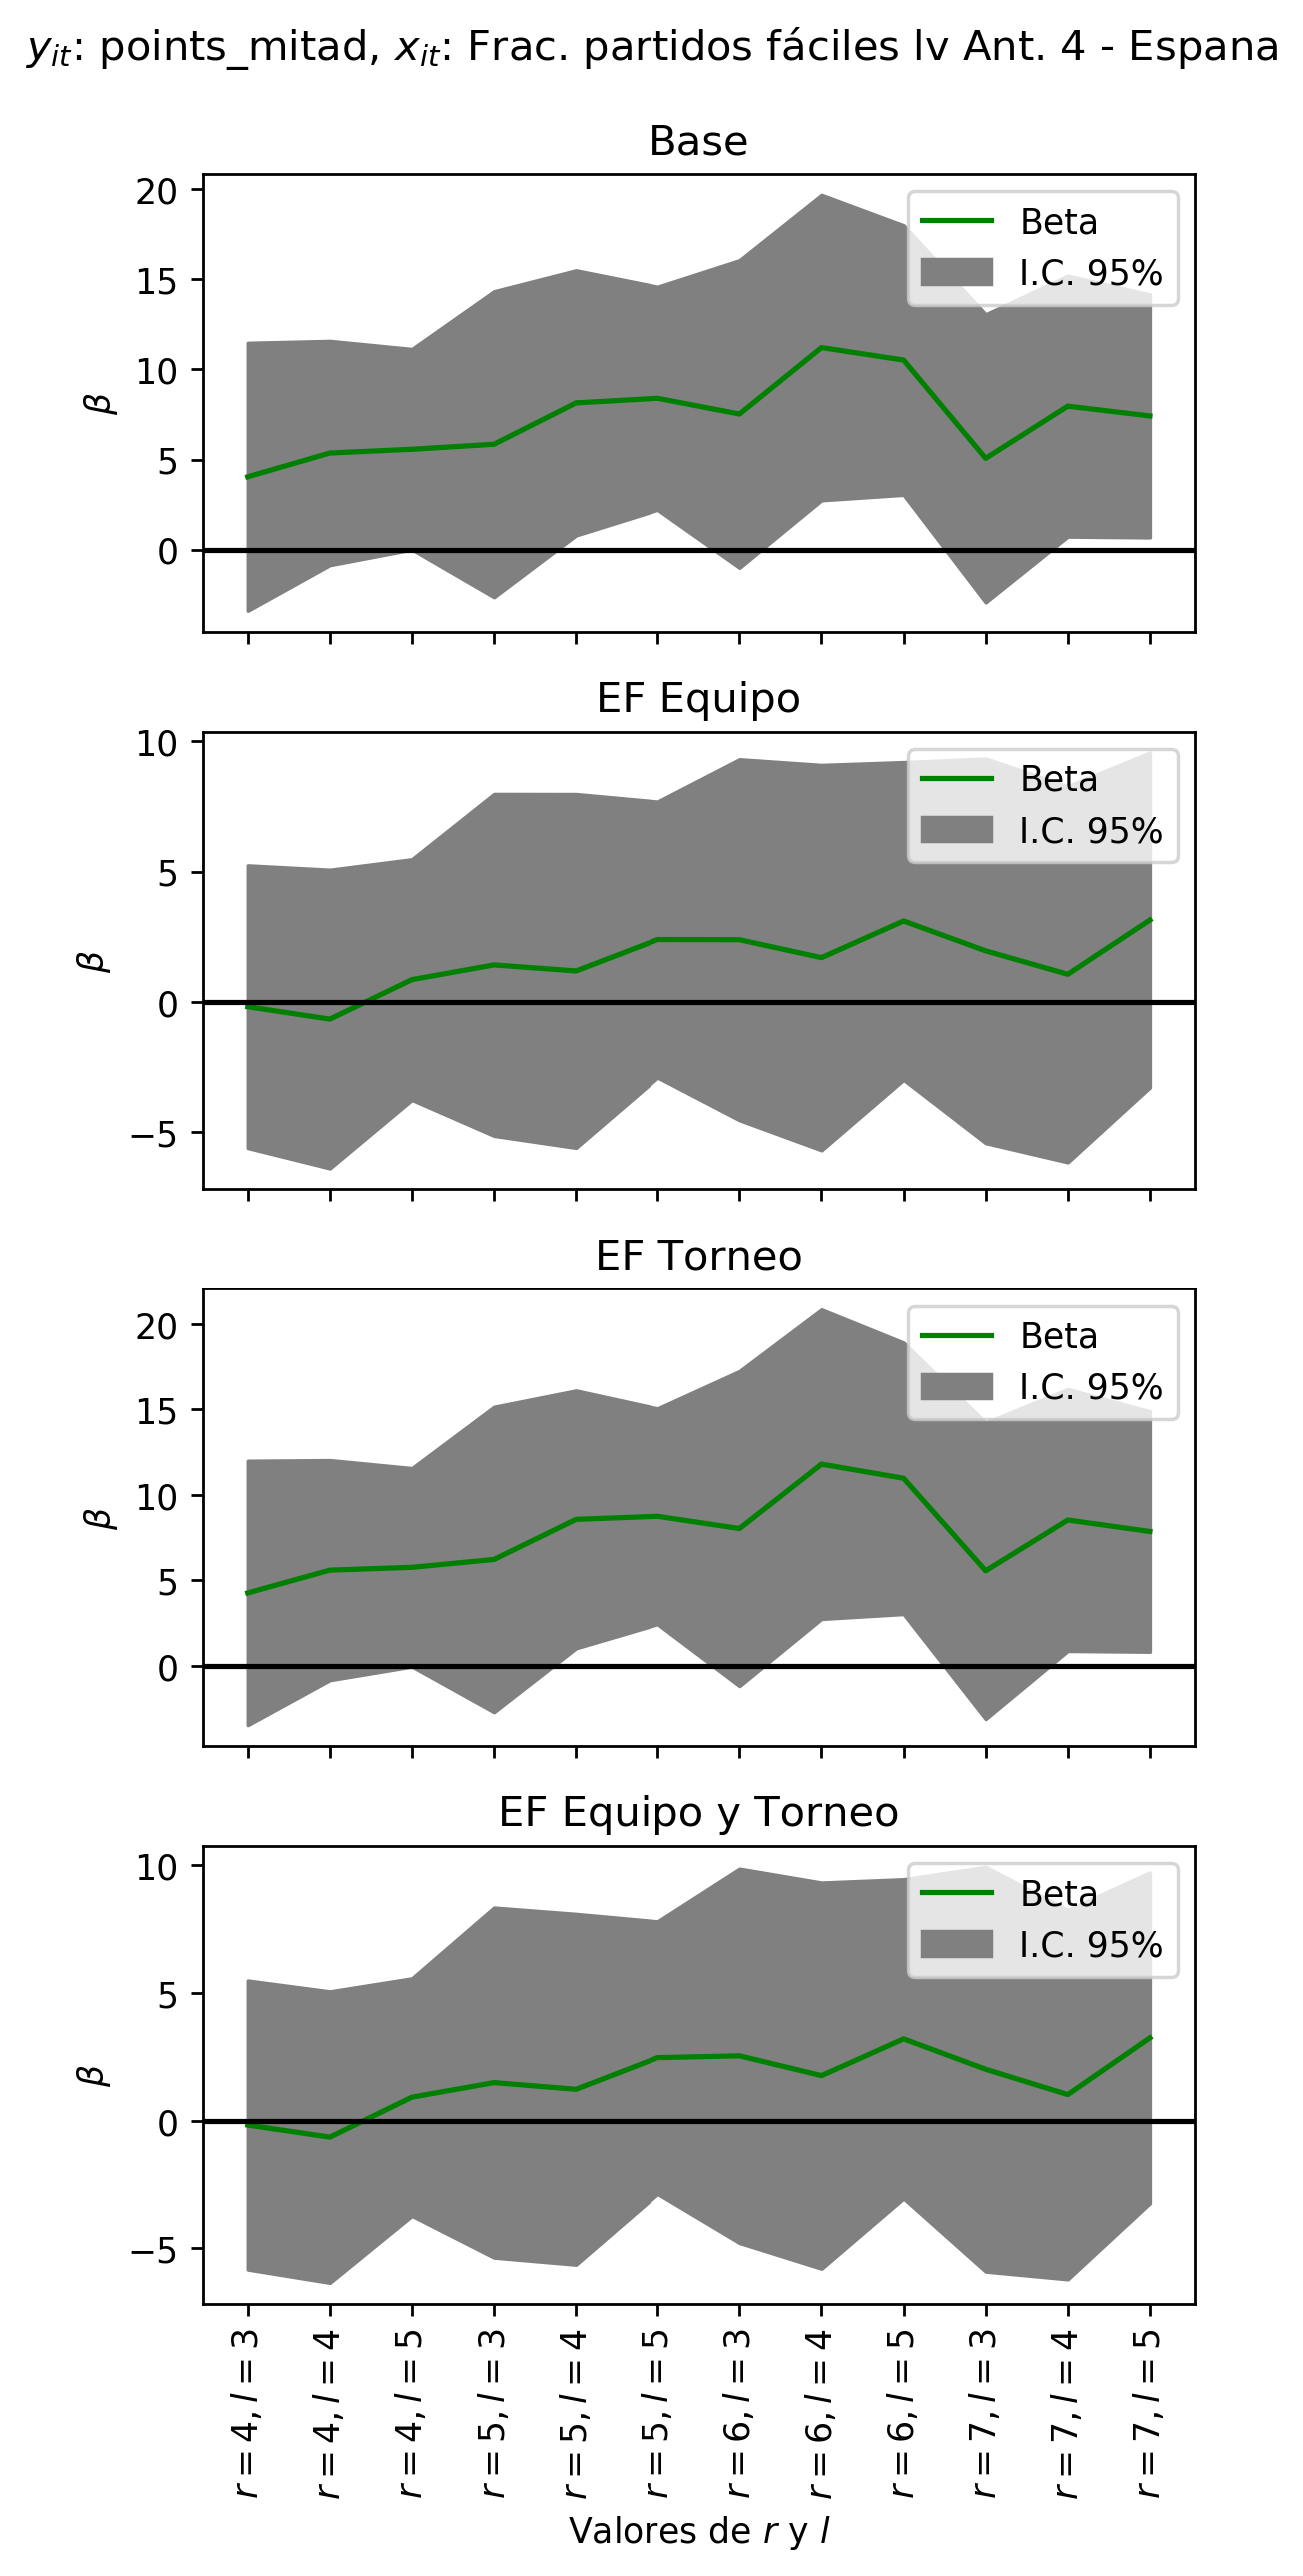 y_it: points_mitad, x_it: Frac. partidos fáciles lv Ant. 4 - Espana
Base
20
15
10
5
0
β
Beta
I.C. 95%
EF Equipo
10
5
0
−5
β
Beta
I.C. 95%
EF Torneo
20
15
10
5
0
β
Beta
I.C. 95%
EF Equipo y Torneo
10
5
0
−5
β
Beta
I.C. 95%
r = 4, l = 3
r = 4, l = 4
r = 4, l = 5
r = 5, l = 3
r = 5, l = 4
r = 5, l = 5
r = 6, l = 3
r = 6, l = 4
r = 6, l = 5
r = 7, l = 3
r = 7, l = 4
r = 7, l = 5
Valores de r y l